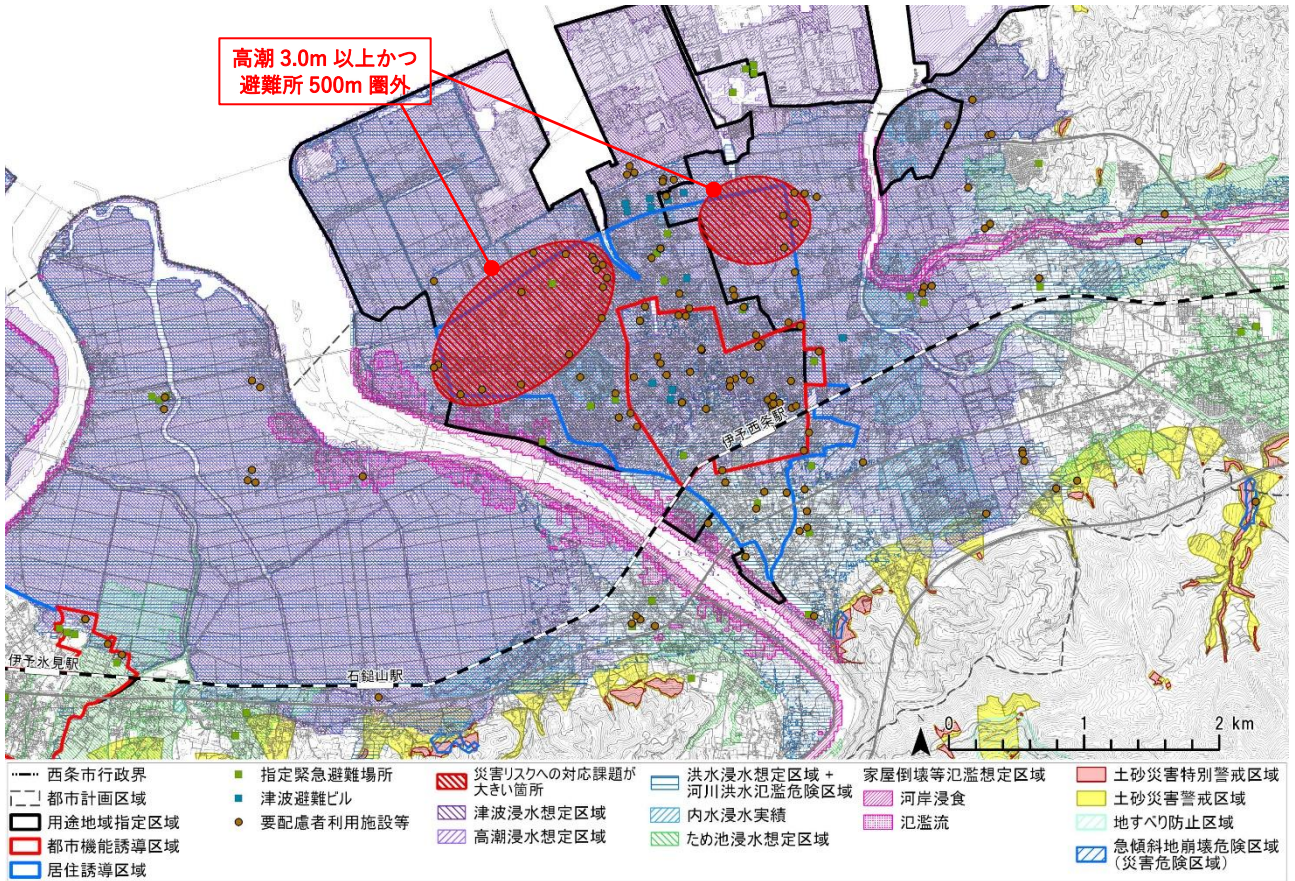 高潮 3.0m 以上かつ
避難所 500m 圏外
伊予西条駅
伊予氷見駅
石鎚山駅
0 1 2 km
西条市行政界
都市計画区域
用途地域指定区域
都市機能誘導区域
居住誘導区域
指定緊急避難場所
津波避難ビル
要配慮者利用施設等
災害リスクへの対応課題が
大きい箇所
津波浸水想定区域
高潮浸水想定区域
洪水浸水想定区域 +
河川洪水氾濫危険区域
内水浸水実績
ため池浸水想定区域
家屋倒壊等氾濫想定区域
河岸浸食
氾濫流
土砂災害特別警戒区域
土砂災害警戒区域
地すべり防止区域
急傾斜地崩壊危険区域
(災害危険区域)